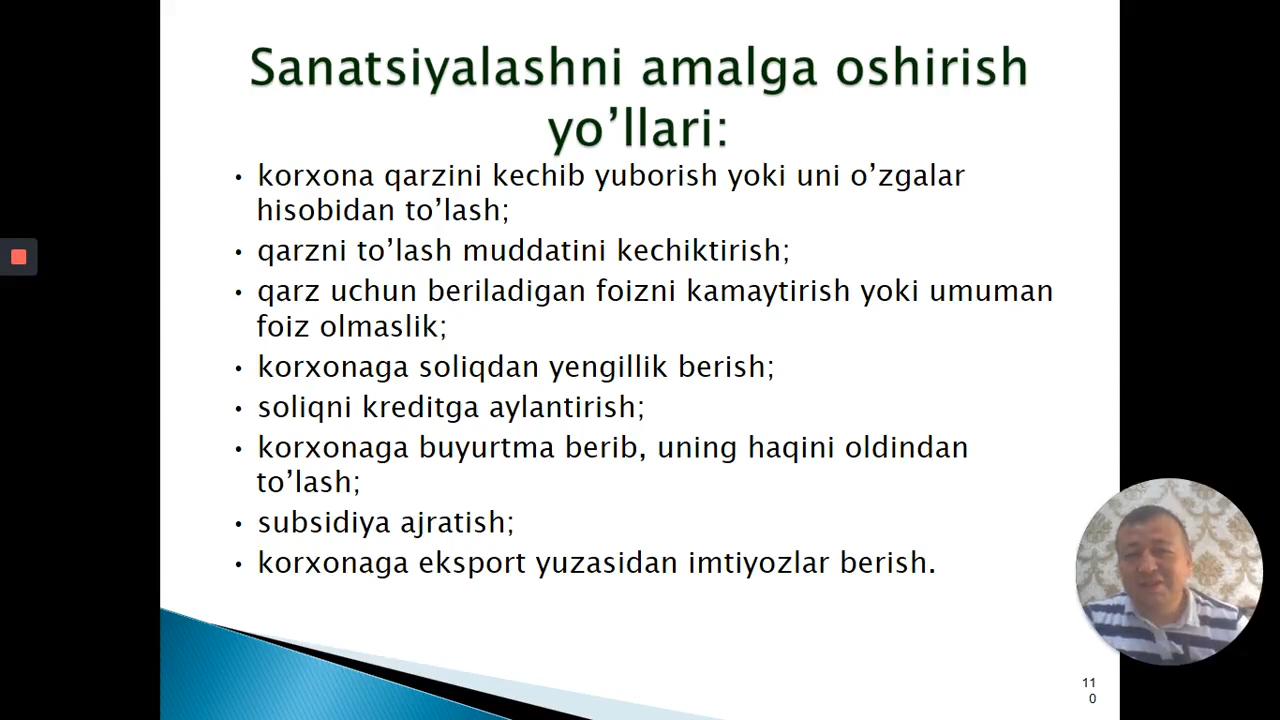 Sanatsiyalashni amalga oshirish
yo’llari:
• korxona qarzini kechib yuborish yoki uni o’zgalar
hisobidan to’lash;
• qarzni to’lash muddatini kechiktirish;
• qarz uchun beriladigan foizni kamaytirish yoki umuman
foiz olmaslik;
• korxonaga soliqdan yengillik berish;
• soliqni kreditga aylantirish;
• korxonaga buyurtma berib, uning haqini oldindan
to’lash;
• subsidiya ajratish;
• korxonaga eksport yuzasidan imtiyozlar berish.
11
0